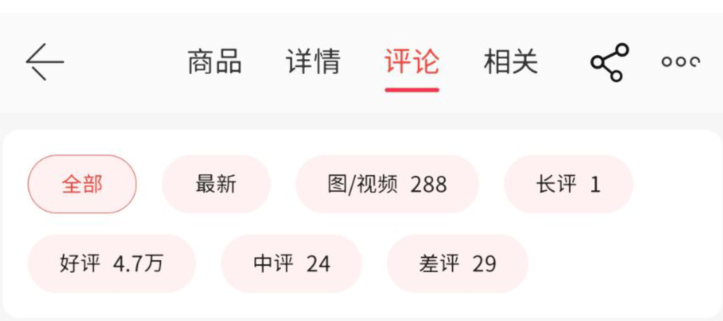 商品 详情 评论 相关
全部 最新 图/视频 288 长评 1
好评 4.7万 中评 24 差评 29